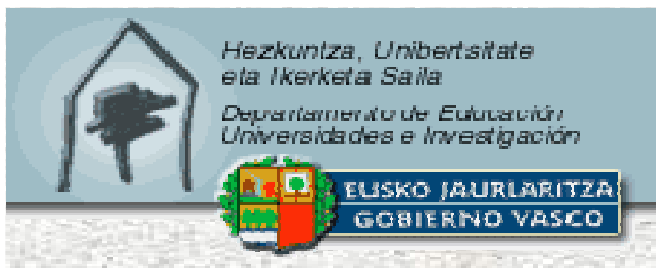 Hezkuntza, Unibertsitate
eta Ikerketa Saila
Departamento de Educación
Universidades e Investigación
EUSKO JAURLARITZA
GOBIERNO VASCO